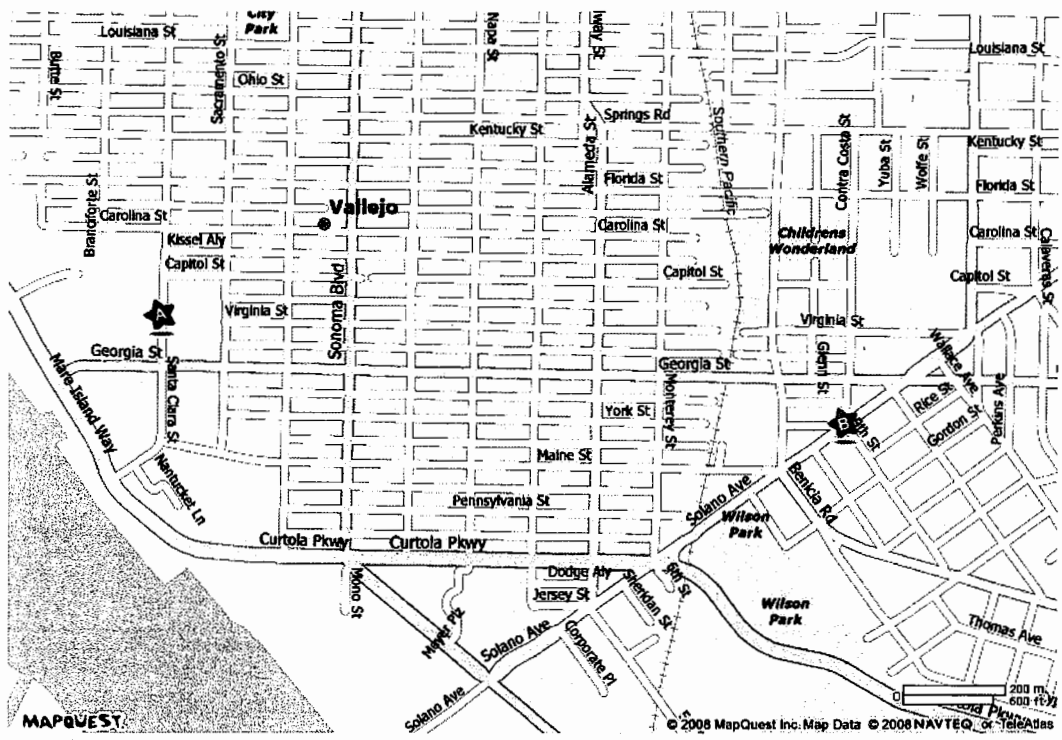 City
Park
Louisiana St
Napa St
Louisiana St
Sacramento St
Ohio St
Springs Rd
Kentucky St
Alameda St
Southern Pacific
Contra Costa St
Yuba St
Wolfe St
Kentucky St
Florida St
Florida St
Carolina St
Vallejo
Carolina St
Childrens
Wonderland
Carolina St
Calaveras St
Kissel Aly
Capitol St
Capitol St
Capitol St
Sonoma Blvd
A
Virginia St
Virginia St
Georgia St
Santa Clara St
Georgia St
Monterey St
Glenn St
Wallace Ave
Rice St
Gordon St
Perkins Ave
Mare Island Way
York St
B
Maine St
Nantucket Ln
Pennsylvania St
Solano Ave
Benicia Rd
Wilson
Park
Curtola Pkwy
Curtola Pkwy
Mono St
Dodge Aly
Jersey St
Sheridan St
6th St
Wilson
Park
Thomas Ave
Solano Ave
Corporate Pl
Solano Ave
200 m
600 ft
MAPQUEST
© 2008 MapQuest Inc. Map Data © 2008 NAVTEQ or TeleAtlas